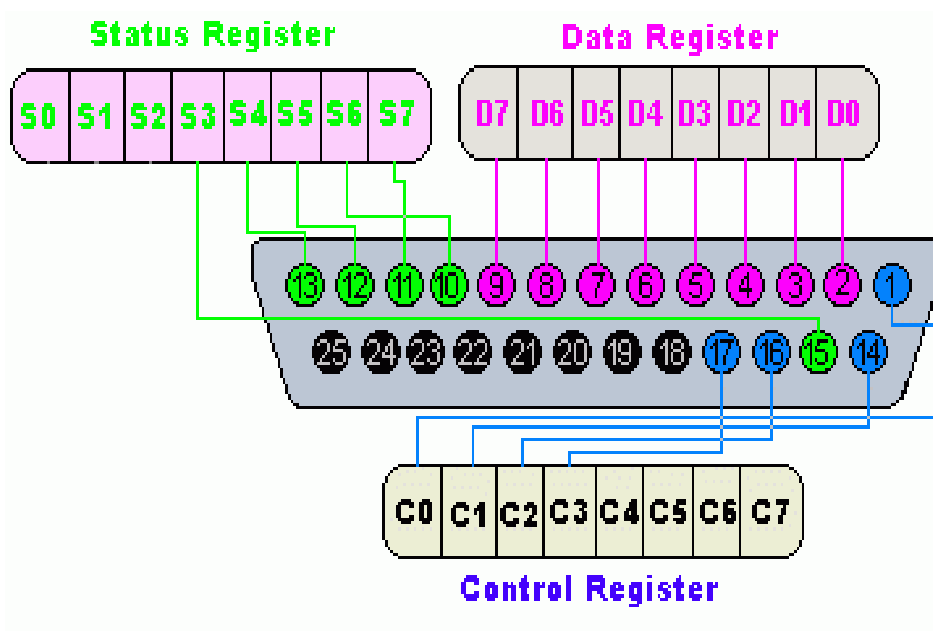 Status Register Data Register
S0 S1 S2 S3 S4 S5 S6 S7 D7 D6 D5 D4 D3 D2 D1 D0
13 12 11 10 9 8 7 6 5 4 3 2 1
25 24 23 22 21 20 19 18 17 16 15 14
C0 C1 C2 C3 C4 C5 C6 C7
Control Register